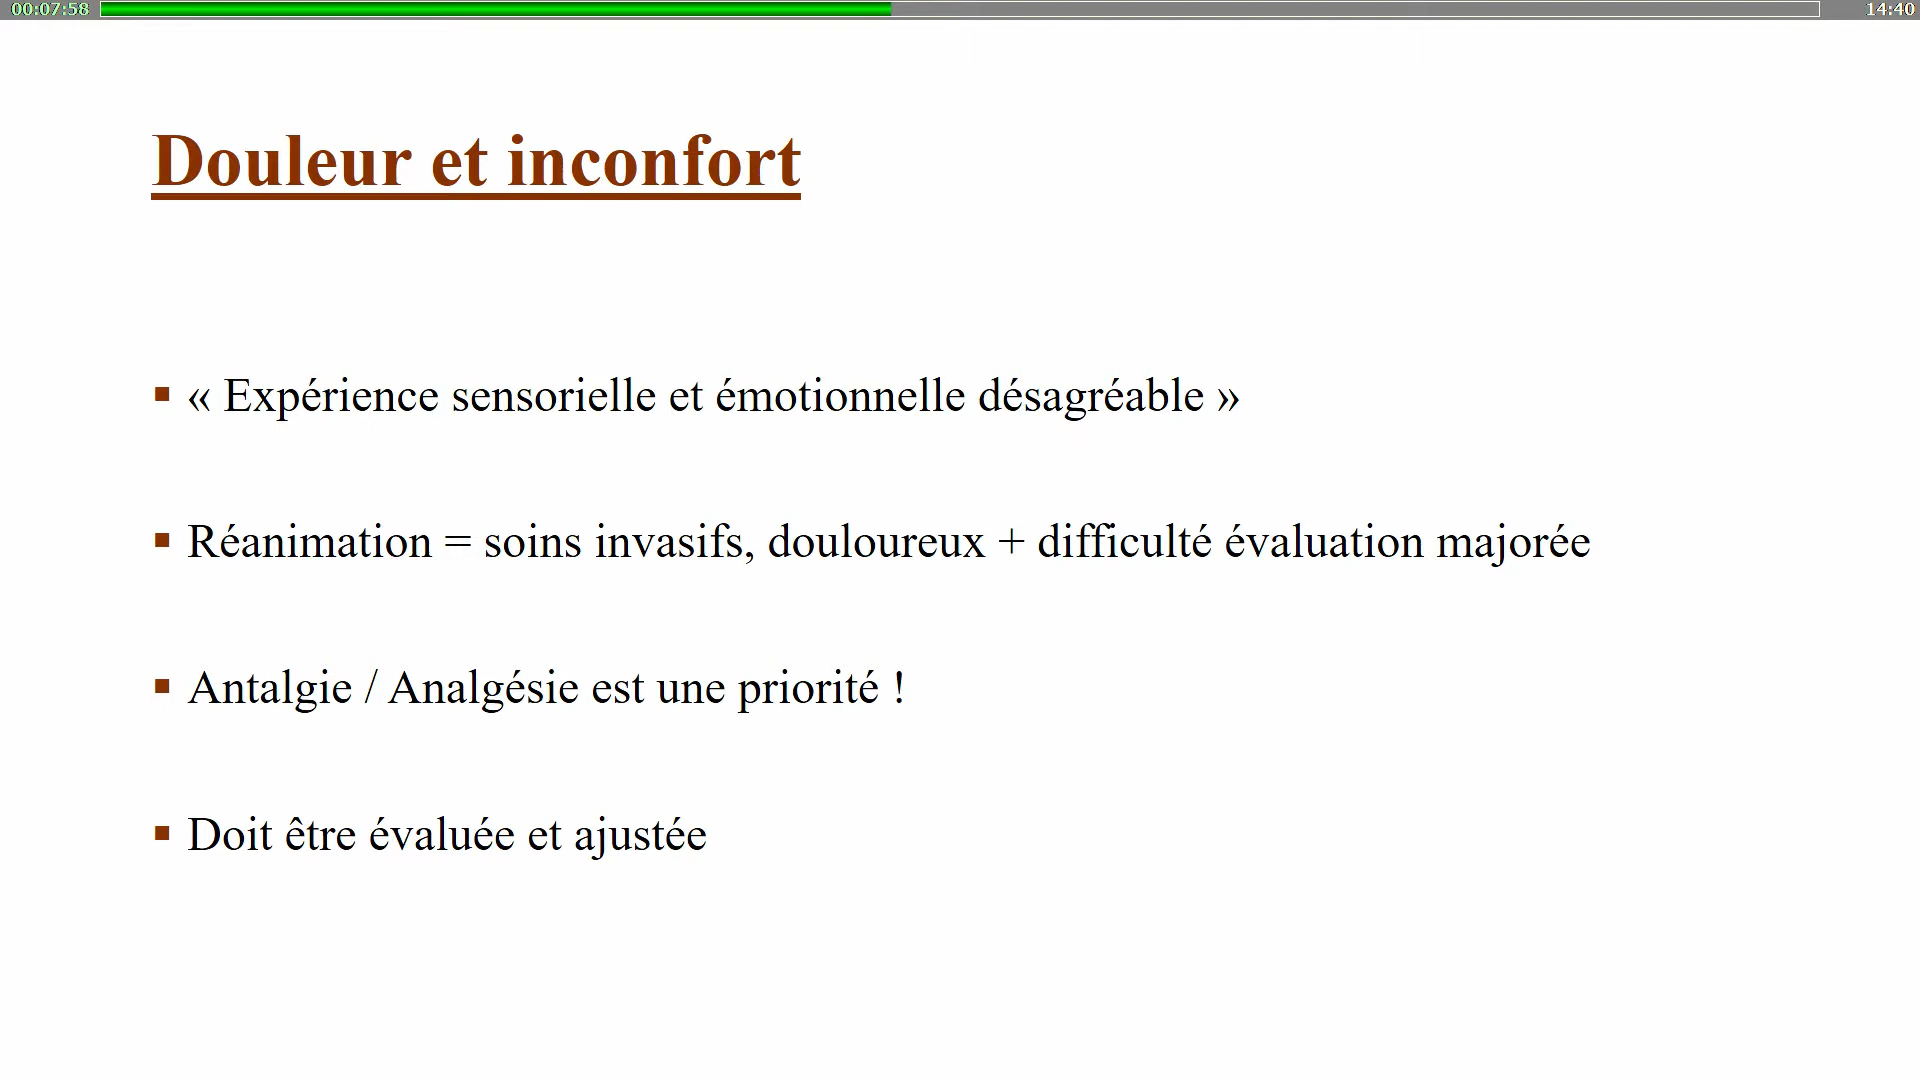 00:07:58 14:40
Douleur et inconfort
▪ « Expérience sensorielle et émotionnelle désagréable »
▪ Réanimation = soins invasifs, douloureux + difficulté évaluation majorée
▪ Antalgie / Analgésie est une priorité !
▪ Doit être évaluée et ajustée